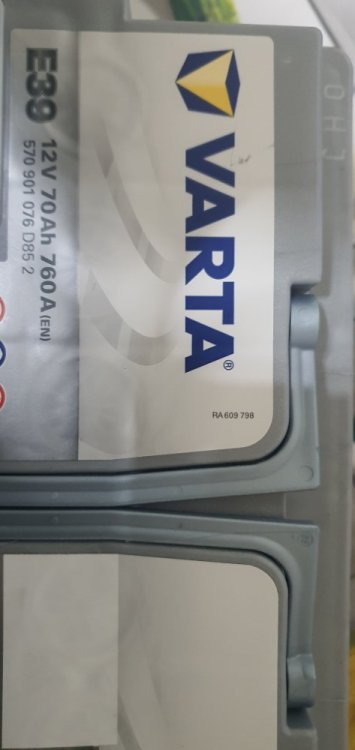 VARTA®
RA 609 798
E39
12V 70Ah 760A (EN)
570 901 076 D85 2